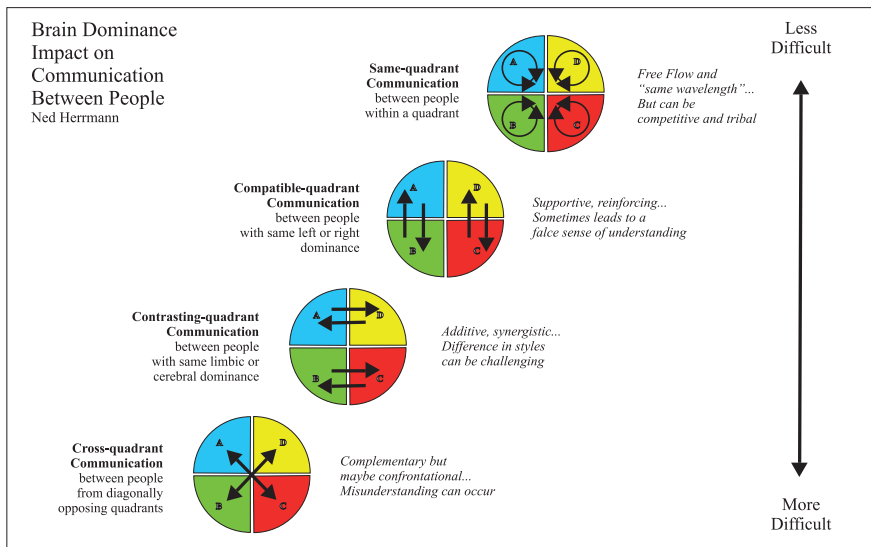 Brain Dominance
Impact on
Communication
Between People
Ned Herrmann
Less
Difficult
Same-quadrant
Communication
between people
within a quadrant
A
D
B
C
Free Flow and
“same wavelength”...
But can be
competitive and tribal
Compatible-quadrant
Communication
between people
with same left or right
dominance
A
D
B
C
Supportive, reinforcing...
Sometimes leads to a
falce sense of understanding
Contrasting-quadrant
Communication
between people
with same limbic or
cerebral dominance
A
D
B
C
Additive, synergistic...
Difference in styles
can be challenging
Cross-quadrant
Communication
between people
from diagonally
opposing quadrants
A
D
B
C
Complementary but
maybe confrontational...
Misunderstanding can occur
More
Difficult